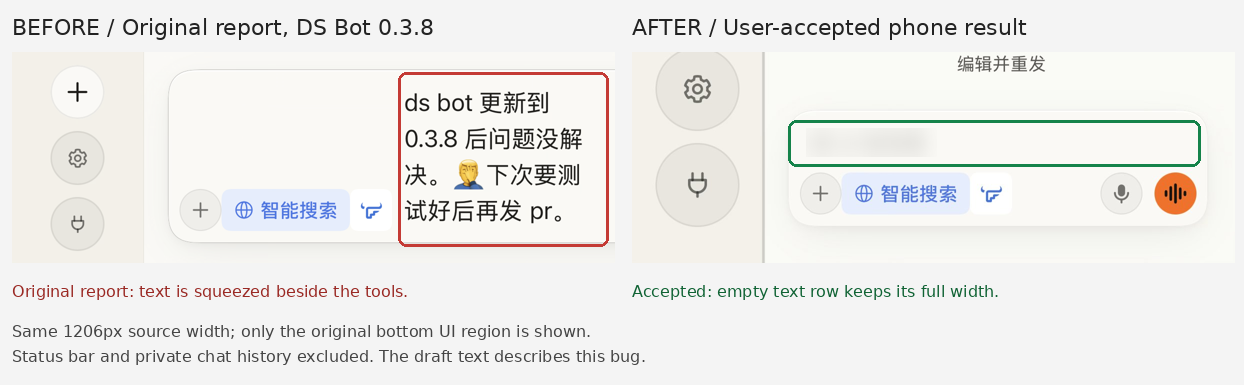 BEFORE / Original report, DS Bot 0.3.8
AFTER / User-accepted phone result
ds bot 更新到
0.3.8 后问题没解
决。🤦‍♂️下次要测
试好后再发 pr。
智能搜索
编辑并重发
智能搜索
Original report: text is squeezed beside the tools.
Accepted: empty text row keeps its full width.
Same 1206px source width; only the original bottom UI region is shown.
Status bar and private chat history excluded. The draft text describes this bug.